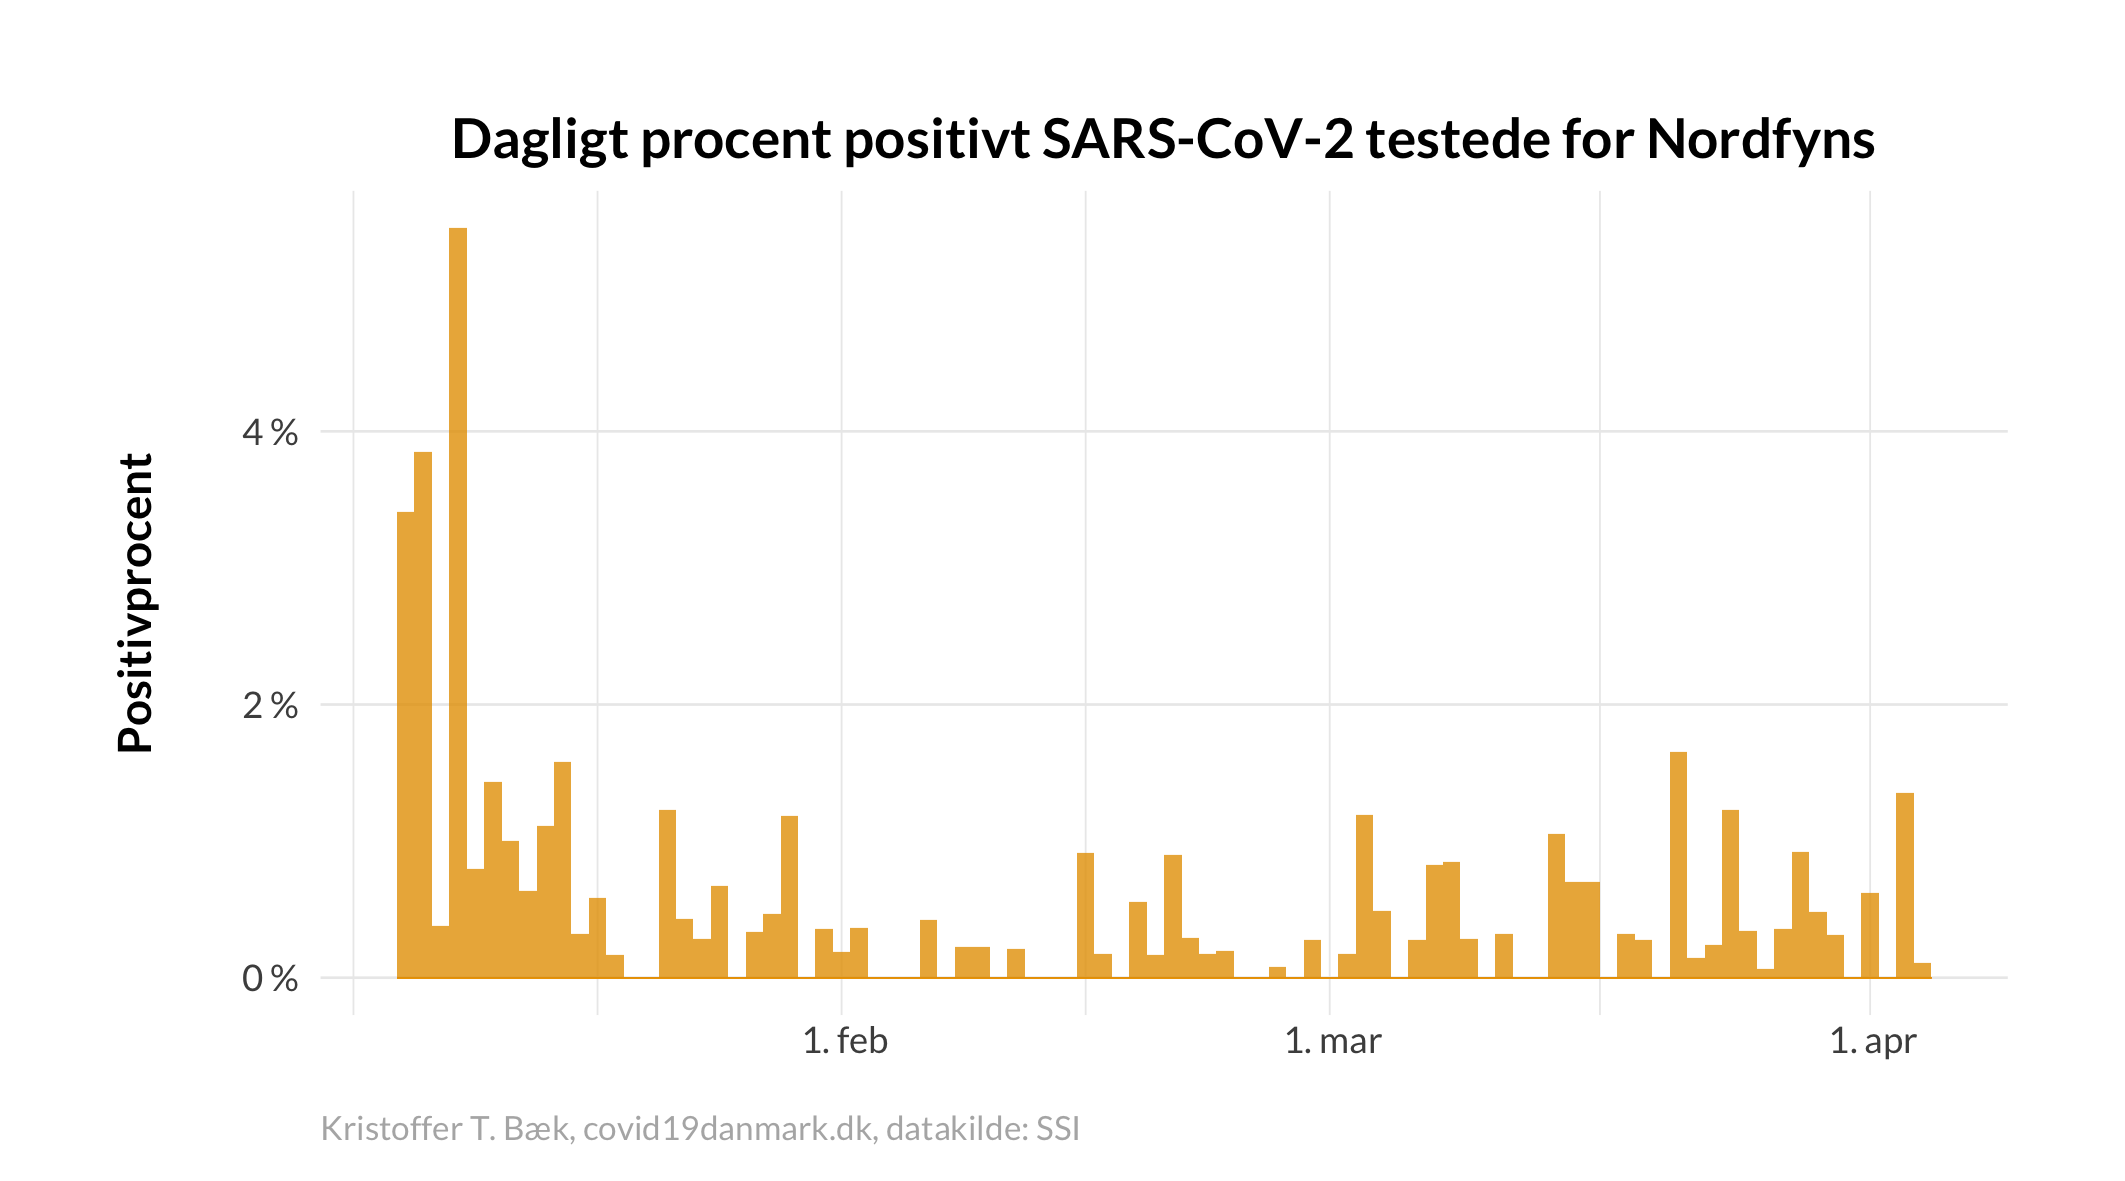 Dagligt procent positivt SARS-CoV-2 testede for Nordfyns
Positivprocent
4 %
2 %
0 %
1. feb
1. mar
1. apr
Kristoffer T. Bæk, covid19danmark.dk, datakilde: SSI